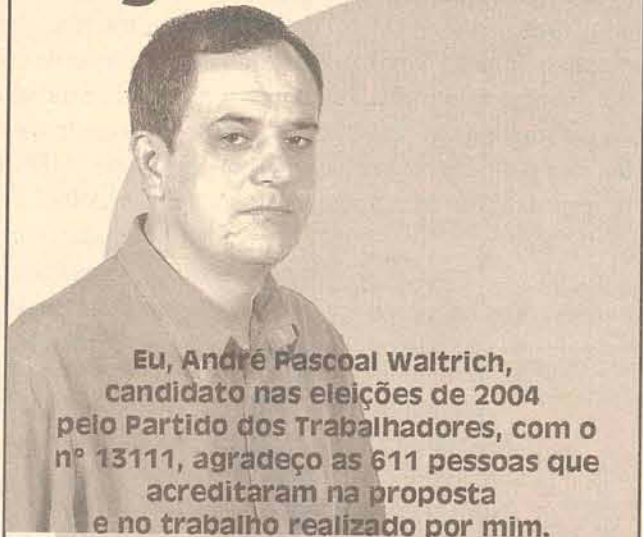 Eu, André Pascoal Waltrich,
candidato nas eleições de 2004
pelo Partido dos Trabalhadores, com o
nº 13111, agradeço as 611 pessoas que
acreditaram na proposta
e no trabalho realizado por mim.